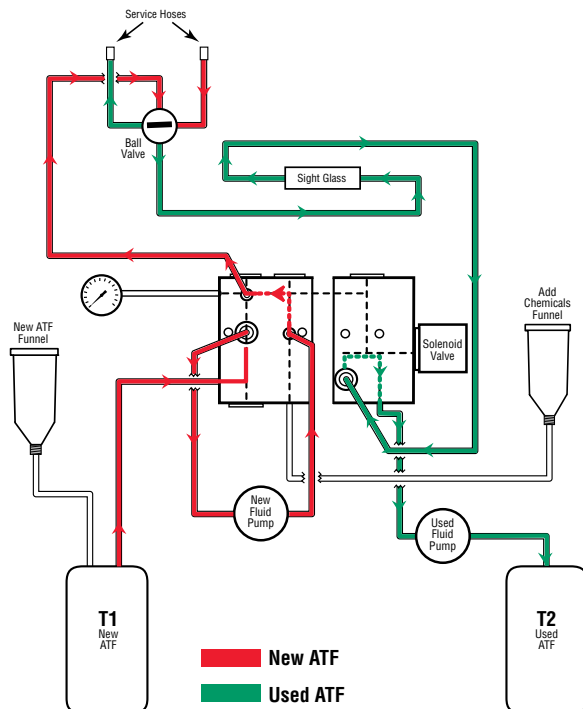 Service Hoses
Ball
Valve
Sight Glass
New ATF
Funnel
Add
Chemicals
Funnel
Solenoid
Valve
New
Fluid
Pump
Used
Fluid
Pump
T1
New
ATF
T2
Used
ATF
New ATF
Used ATF